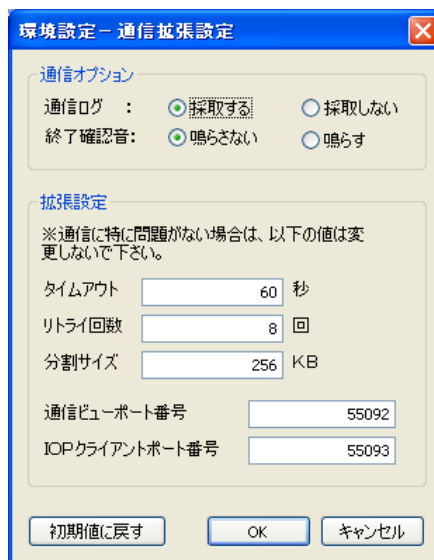 環境設定－通信拡張設定
通信オプション
通信ログ ： 採取する 採取しない
終了確認音： 鳴らさない 鳴らす
拡張設定
※通信に特に問題がない場合は、以下の値は変
更しないで下さい。
タイムアウト 60 秒
リトライ回数 8 回
分割サイズ 256 KB
通信ビューポート番号 55092
IOPクライアントポート番号 55093
初期値に戻す OK キャンセル